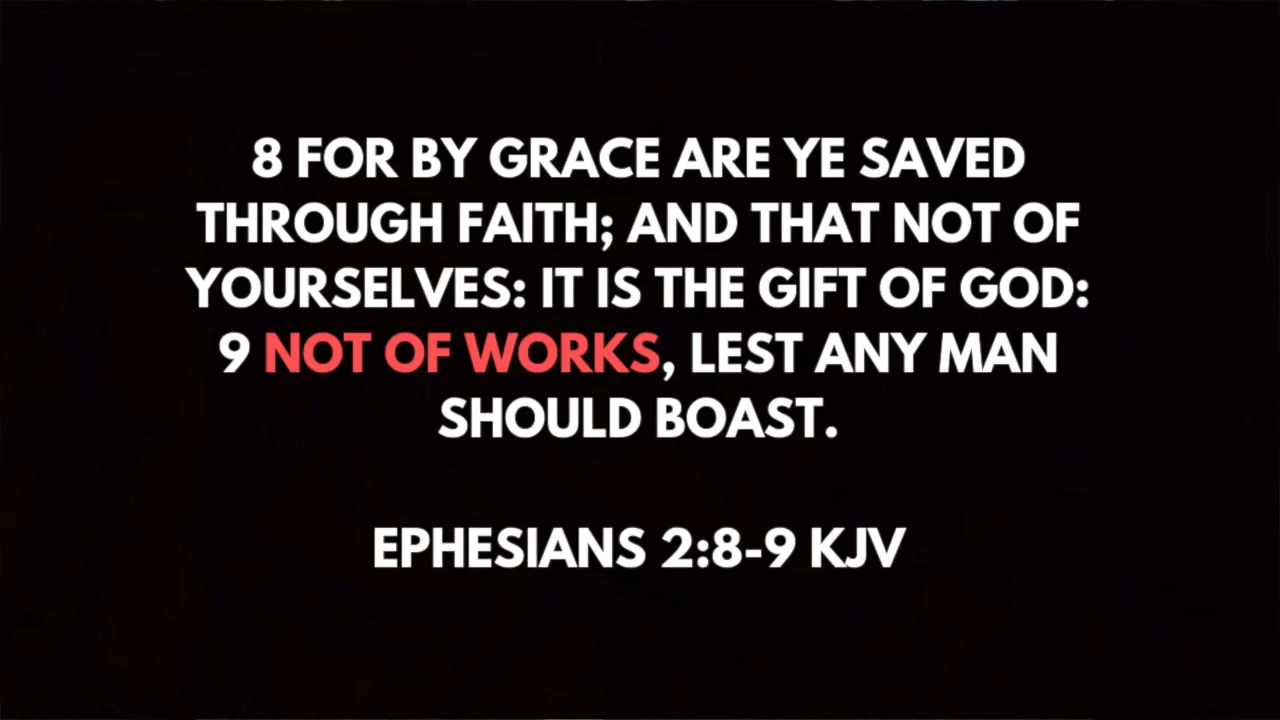 8 FOR BY GRACE ARE YE SAVED
THROUGH FAITH; AND THAT NOT OF
YOURSELVES: IT IS THE GIFT OF GOD:
9 NOT OF WORKS, LEST ANY MAN
SHOULD BOAST.
EPHESIANS 2:8-9 KJV